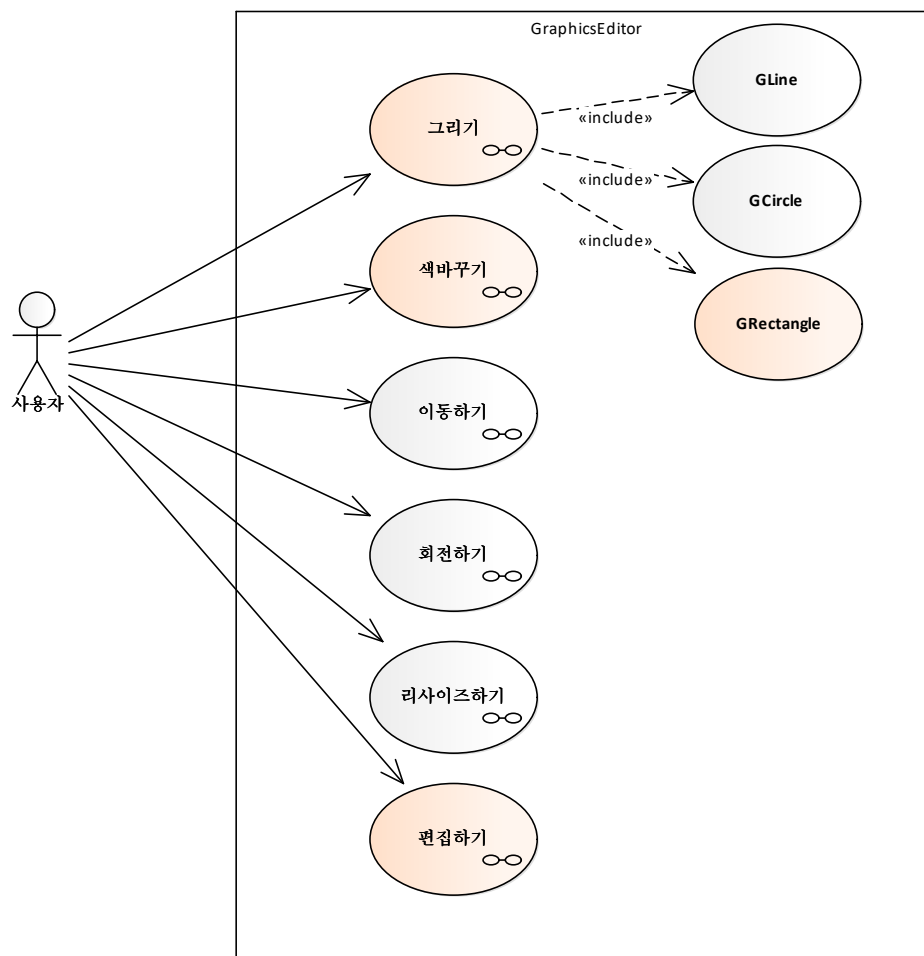 GraphicsEditor
그리기
GLine
«include»
GCircle
«include»
«include»
GRectangle
색바꾸기
사용자
이동하기
회전하기
리사이즈하기
편집하기